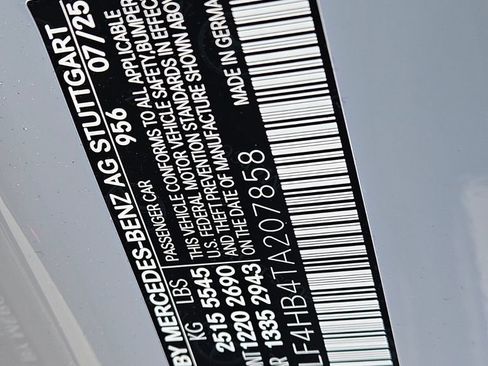 BY MERCEDES-BENZ AG STUTTGART
956 07/25
PASSENGER CAR
KG LBS
2515 5545
1220 2690
1335 2943
THIS VEHICLE CONFORMS TO ALL APPLICABLE
U.S. FEDERAL MOTOR VEHICLE SAFETY, BUMPER
AND THEFT PREVENTION STANDARDS IN EFFECT
ON THE DATE OF MANUFACTURE SHOWN ABOVE
MADE IN GERMA
LF4HB4TA207858